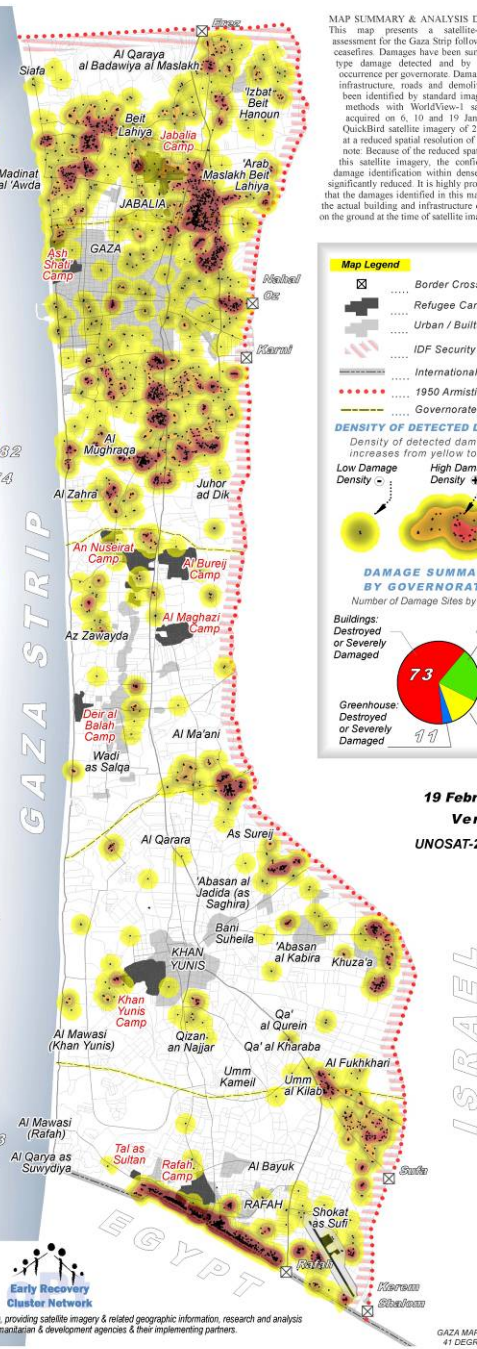 MAP SUMMARY & ANALYSIS D
This map presents a satellite-
assessment for the Gaza Strip follow
ceasefires. Damages have been sur
type damage detected and by
occurrence per governorate. Dama
infrastructure, roads and demoli
been identified by standard imag
methods with WorldView-1 sa
acquired on 6, 10 and 19 Jan
QuickBird satellite imagery of 2
at a reduced spatial resolution of
note: Because of the reduced spat
this satellite imagery, the confi
damage identification within dense
significantly reduced. It is highly pro
that the damages identified in this ma
the actual building and infrastructure
on the ground at the time of satellite ima
Map Legend
Border Cross
Refugee Car
Urban / Built
IDF Security
International
1950 Armisti
Governorate
DENSITY OF DETECTED D
Density of detected dam
increases from yellow to
Low Damage
Density
High Dam
Density
DAMAGE SUMMA
BY GOVERNORAT
Number of Damage Sites by
Buildings:
Destroyed
or Severely
Damaged
73
Greenhouse:
Destroyed
or Severely
Damaged
11
19 Febr
Ver
UNOSAT-2
Erez
Al Qaraya
al Badawiya al Maslakh
Siafa
'Izbat
Beit
Hanoun
Beit
Lahiya
Jabalia
Camp
Madinat
al 'Awda
'Arab
Maslakh Beit
Lahiya
JABALIA
GAZA
Ash
Shati'
Camp
Nahal
Oz
Karni
Al
Mughraqa
Al Zahra
Juhor
ad Dik
An Nuseirat
Camp
Al Bureij
Camp
Al Maghazi
Camp
Az Zawayda
Deir al
Balah
Camp
Al Ma'ani
Wadi
as Salqa
GAZA STRIP
Al Qarara
As Sureij
'Abasan al
Jadida (as
Saghira)
Bani
Suheila
KHAN
YUNIS
'Abasan
al Kabira
Khuza'a
Khan
Yunis
Camp
Al Mawasi
(Khan Yunis)
Qizan
an Najjar
Qa'
al Qurein
Qa' al Kharaba
Umm
Kameil
Umm
al Kilab
Al Fukhkhari
ISRAEL
Al Mawasi
(Rafah)
Al Qarya as
Suwydiya
Tal as
Sultan
Rafah
Camp
Al Bayuk
Sufa
RAFAH
Shokat
as Sufi
EGYPT
Rafah
Kerem
Shalom
Early Recovery
Cluster Network
, providing satellite imagery & related geographic information, research and analysis
manitarian & development agencies & their implementing partners.
GAZA MAP
41 DEGR